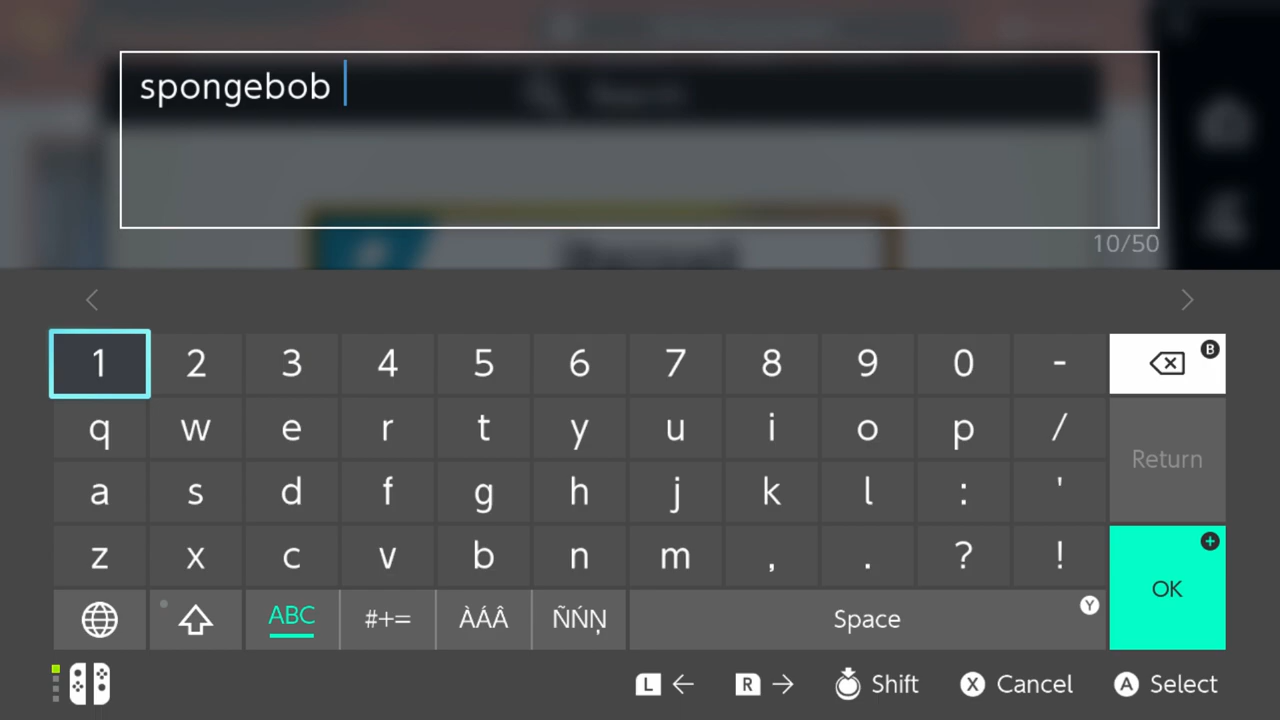 spongebob
10/50
1 2 3 4 5 6 7 8 9 0 - B
q w e r t y u i o p / Return
a s d f g h j k l : '
z x c v b n m , . ? ! + OK
ABC #+= ÀÁÂ ÑŃŅ Space Y
L ← R → Shift X Cancel A Select